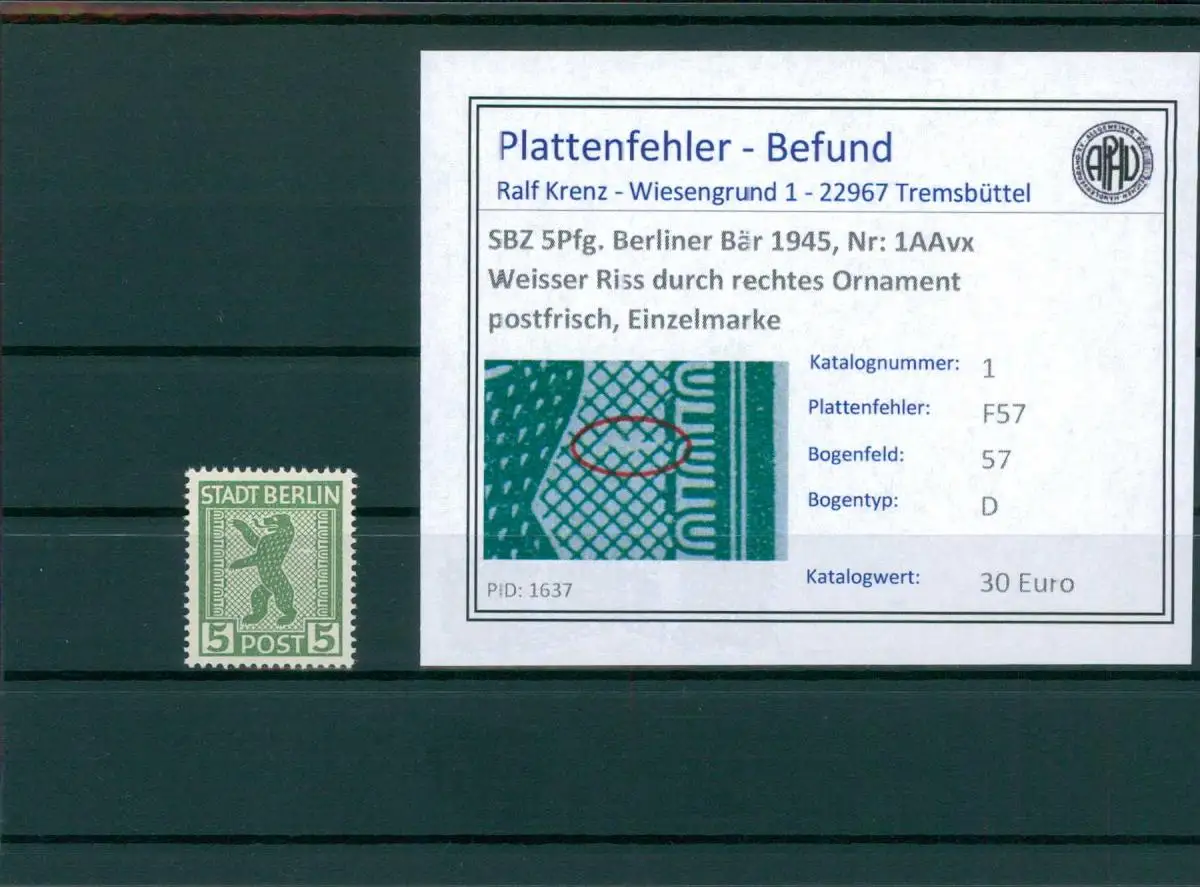 STADT BERLIN
5 POST 5
Plattenfehler - Befund
Ralf Krenz - Wiesengrund 1 - 22967 Tremsbüttel
APHV
SBZ 5Pfg. Berliner Bär 1945, Nr: 1AAvx
Weisser Riss durch rechtes Ornament
postfrisch, Einzelmarke
Katalognummer: 1
Plattenfehler: F57
Bogenfeld: 57
Bogentyp: D
Katalogwert: 30 Euro
PID: 1637